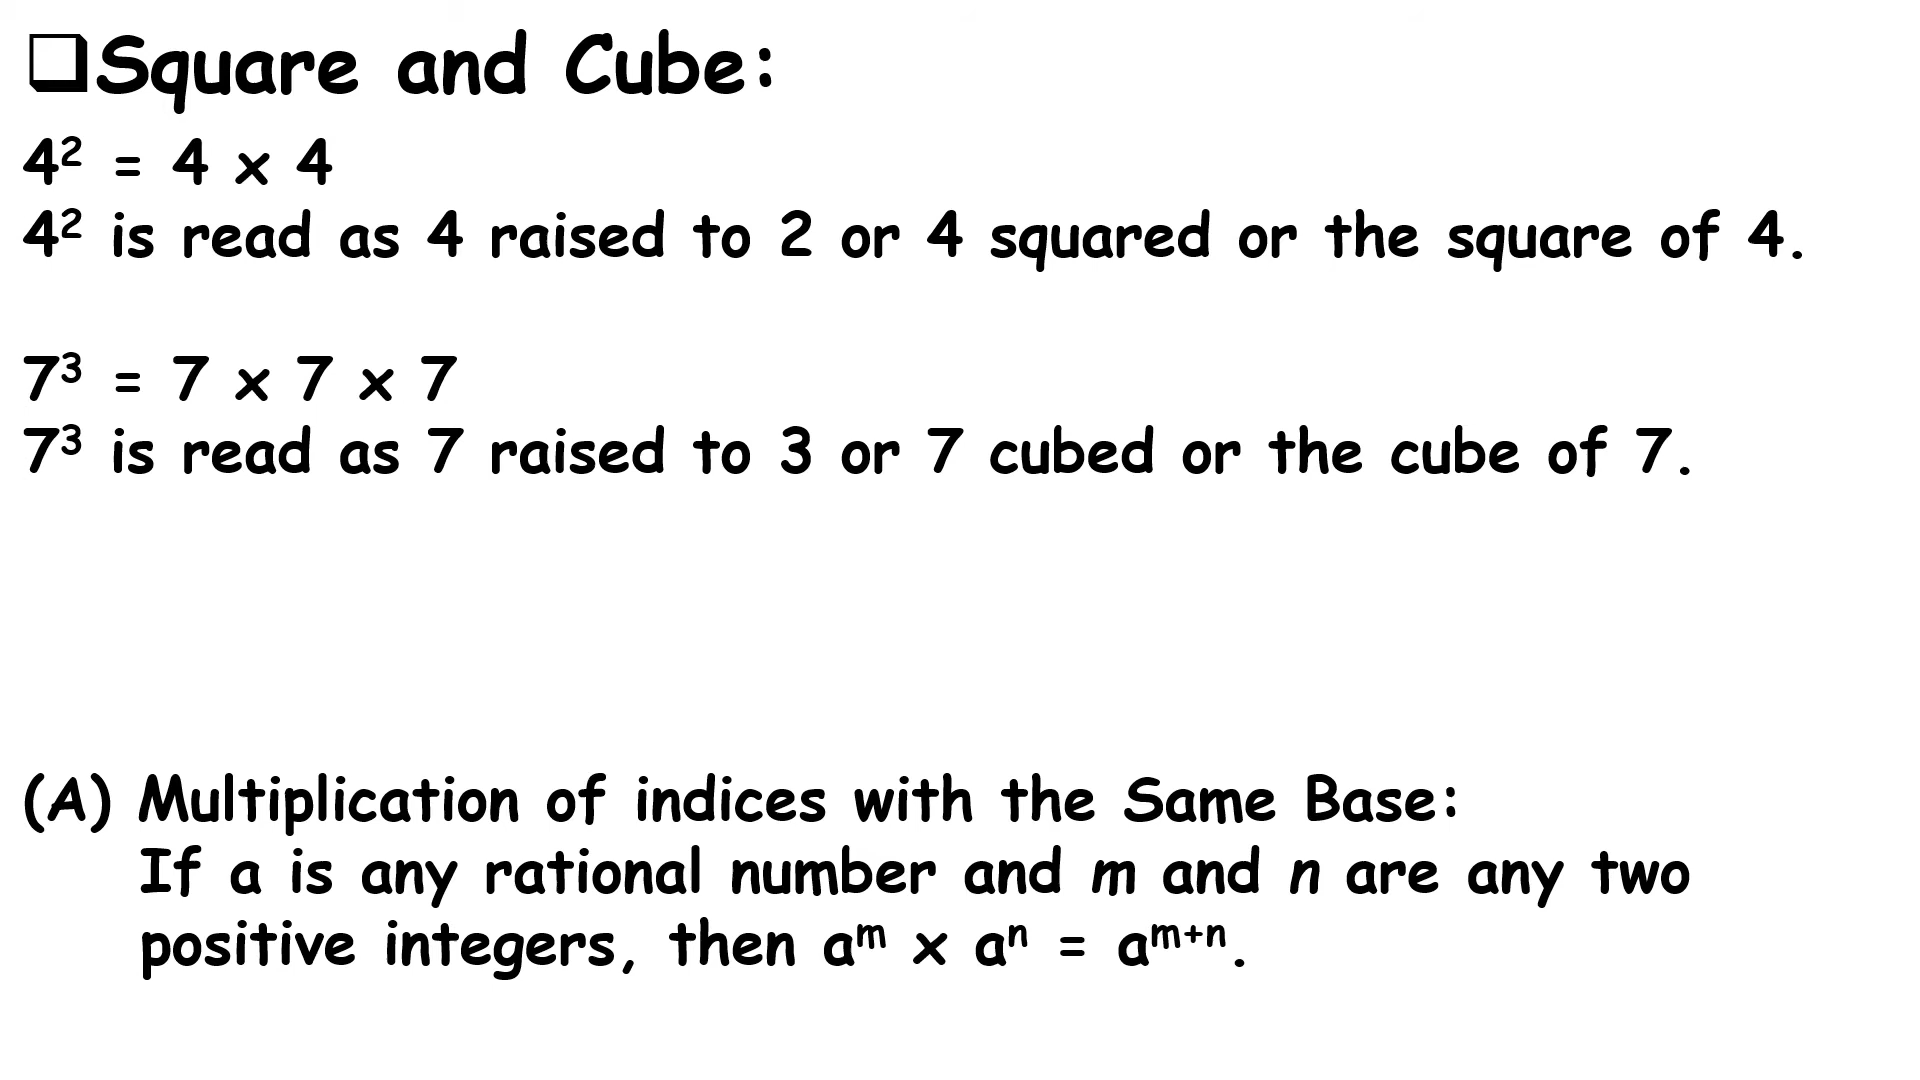 ❑Square and Cube:
4² = 4 x 4
4² is read as 4 raised to 2 or 4 squared or the square of 4.
7³ = 7 x 7 x 7
7³ is read as 7 raised to 3 or 7 cubed or the cube of 7.
(A) Multiplication of indices with the Same Base:
If a is any rational number and m and n are any two
positive integers, then aᵐ x aⁿ = aᵐ⁺ⁿ.